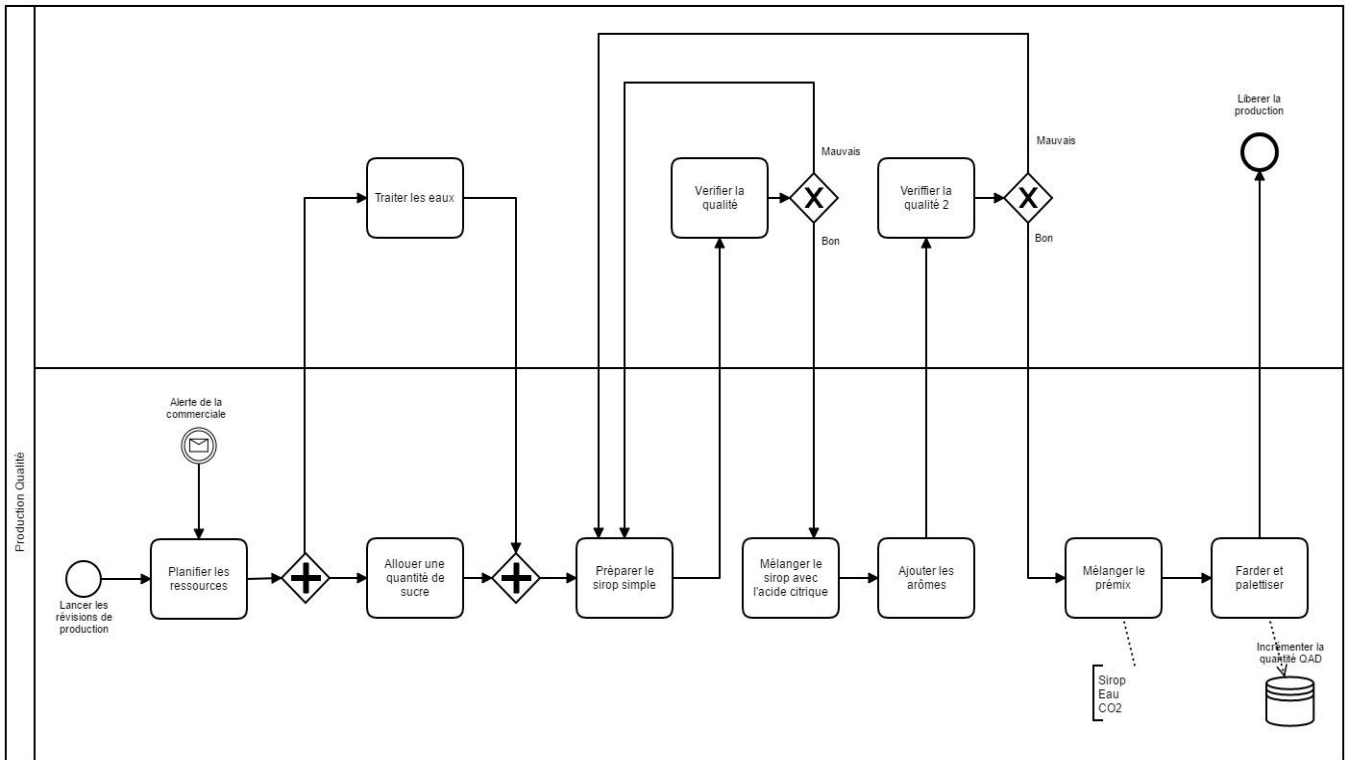 Production Qualité
Liberer la
production
Mauvais
Mauvais
Traiter les eaux
Verifier la
qualité
Veriffier la
qualité 2
Bon
Bon
Alerte de la
commerciale
Planifier les
ressources
Allouer une
quantité de
sucre
Préparer le
sirop simple
Mélanger le
sirop avec
l'acide citrique
Ajouter les
arômes
Mélanger le
prémix
Farder et
palettiser
Lancer les
révisions de
production
Incrémenter la
quantité QAD
Sirop
Eau
CO2